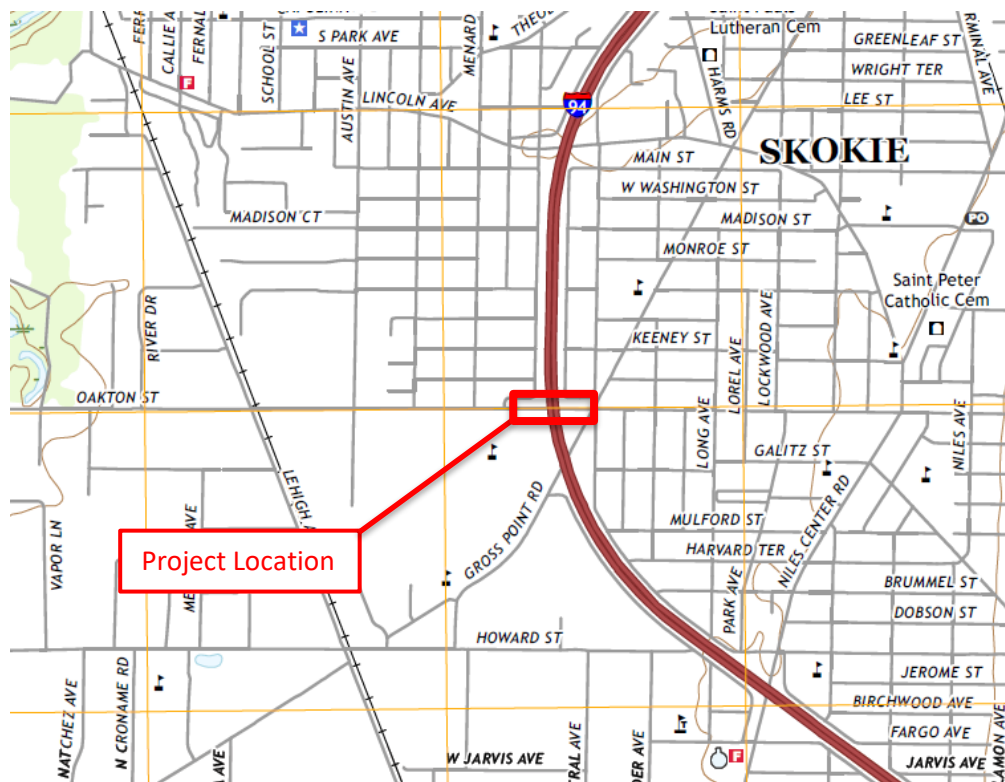 S PARK AVE
MENARD
Lutheran Cem
GREENLEAF ST
WRIGHT TER
LEE ST
CALLIE A
FERNAL
SCHOOL ST
AUSTIN AVE
LINCOLN AVE
94
HARMS RD
MAIN ST
SKOKIE
W WASHINGTON ST
MADISON CT
MADISON ST
PO
MONROE ST
Saint Peter
Catholic Cem
RIVER DR
KEENEY ST
LOREL AVE
LOCKWOOD AVE
OAKTON ST
LONG AVE
NILES AVE
GALITZ ST
LEHIGH
VAPOR LN
GROSS POINT RD
MULFORD ST
HARVARD TER
NILES CENTER RD
Project Location
BRUMMEL ST
PARK AVE
DOBSON ST
HOWARD ST
JEROME ST
BIRCHWOOD AVE
NATCHEZ AVE
N CRONAME RD
FARGO AVE
W JARVIS AVE
JARVIS AVE
F
F